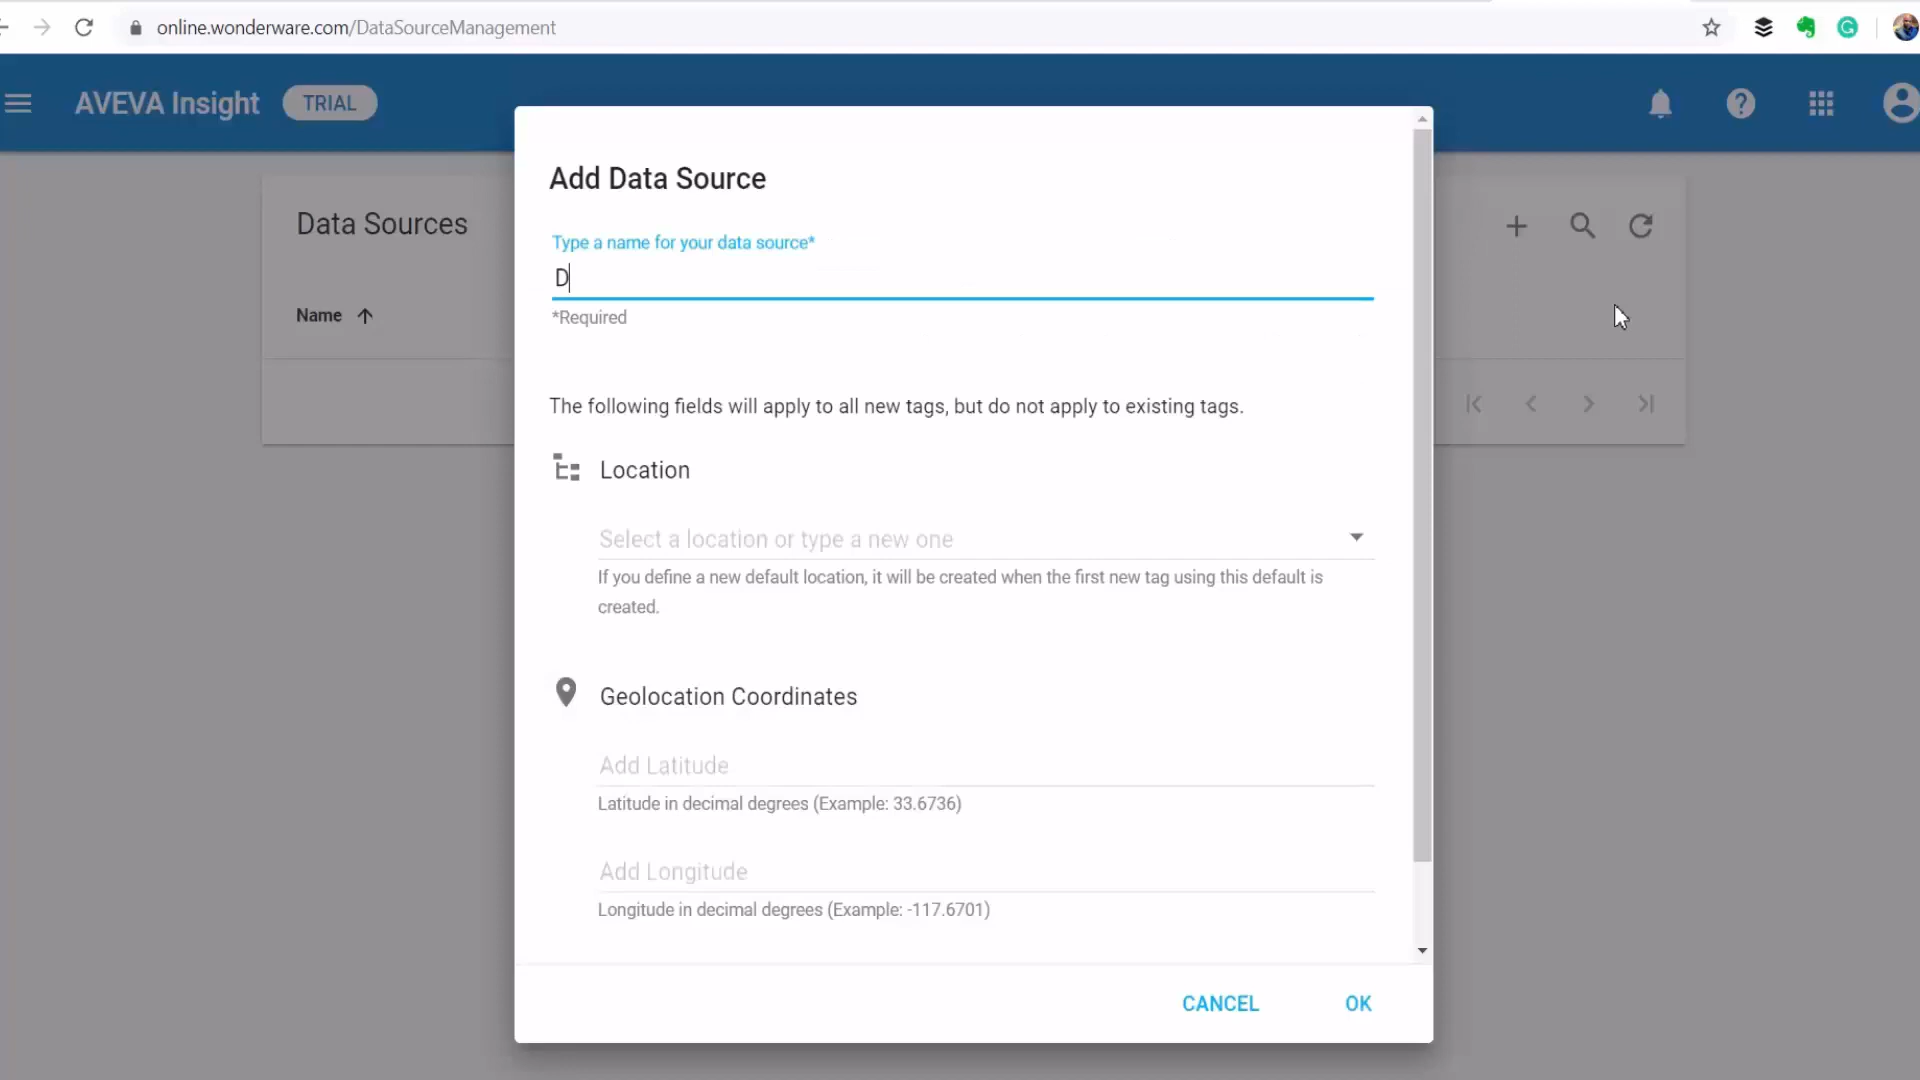 online.wonderware.com/DataSourceManagement
AVEVA Insight TRIAL
Data Sources
Name
Add Data Source
Type a name for your data source*
D
*Required
The following fields will apply to all new tags, but do not apply to existing tags.
Location
Select a location or type a new one
If you define a new default location, it will be created when the first new tag using this default is
created.
Geolocation Coordinates
Add Latitude
Latitude in decimal degrees (Example: 33.6736)
Add Longitude
Longitude in decimal degrees (Example: -117.6701)
CANCEL OK